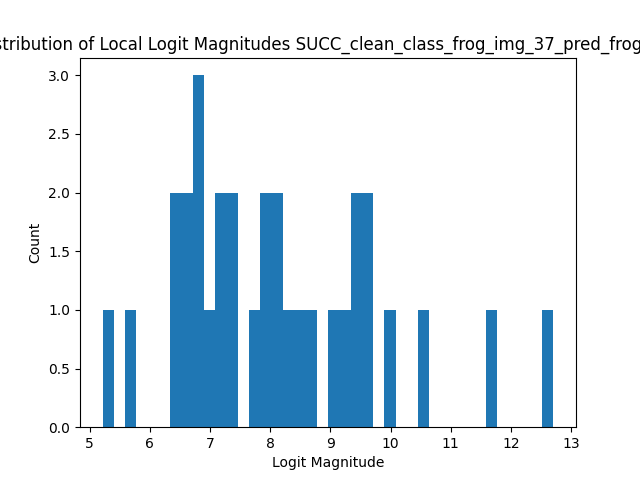 stribution of Local Logit Magnitudes SUCC_clean_class_frog_img_37_pred_frog
3.0
2.5
2.0
1.5
1.0
0.5
0.0
Count
5 6 7 8 9 10 11 12 13
Logit Magnitude